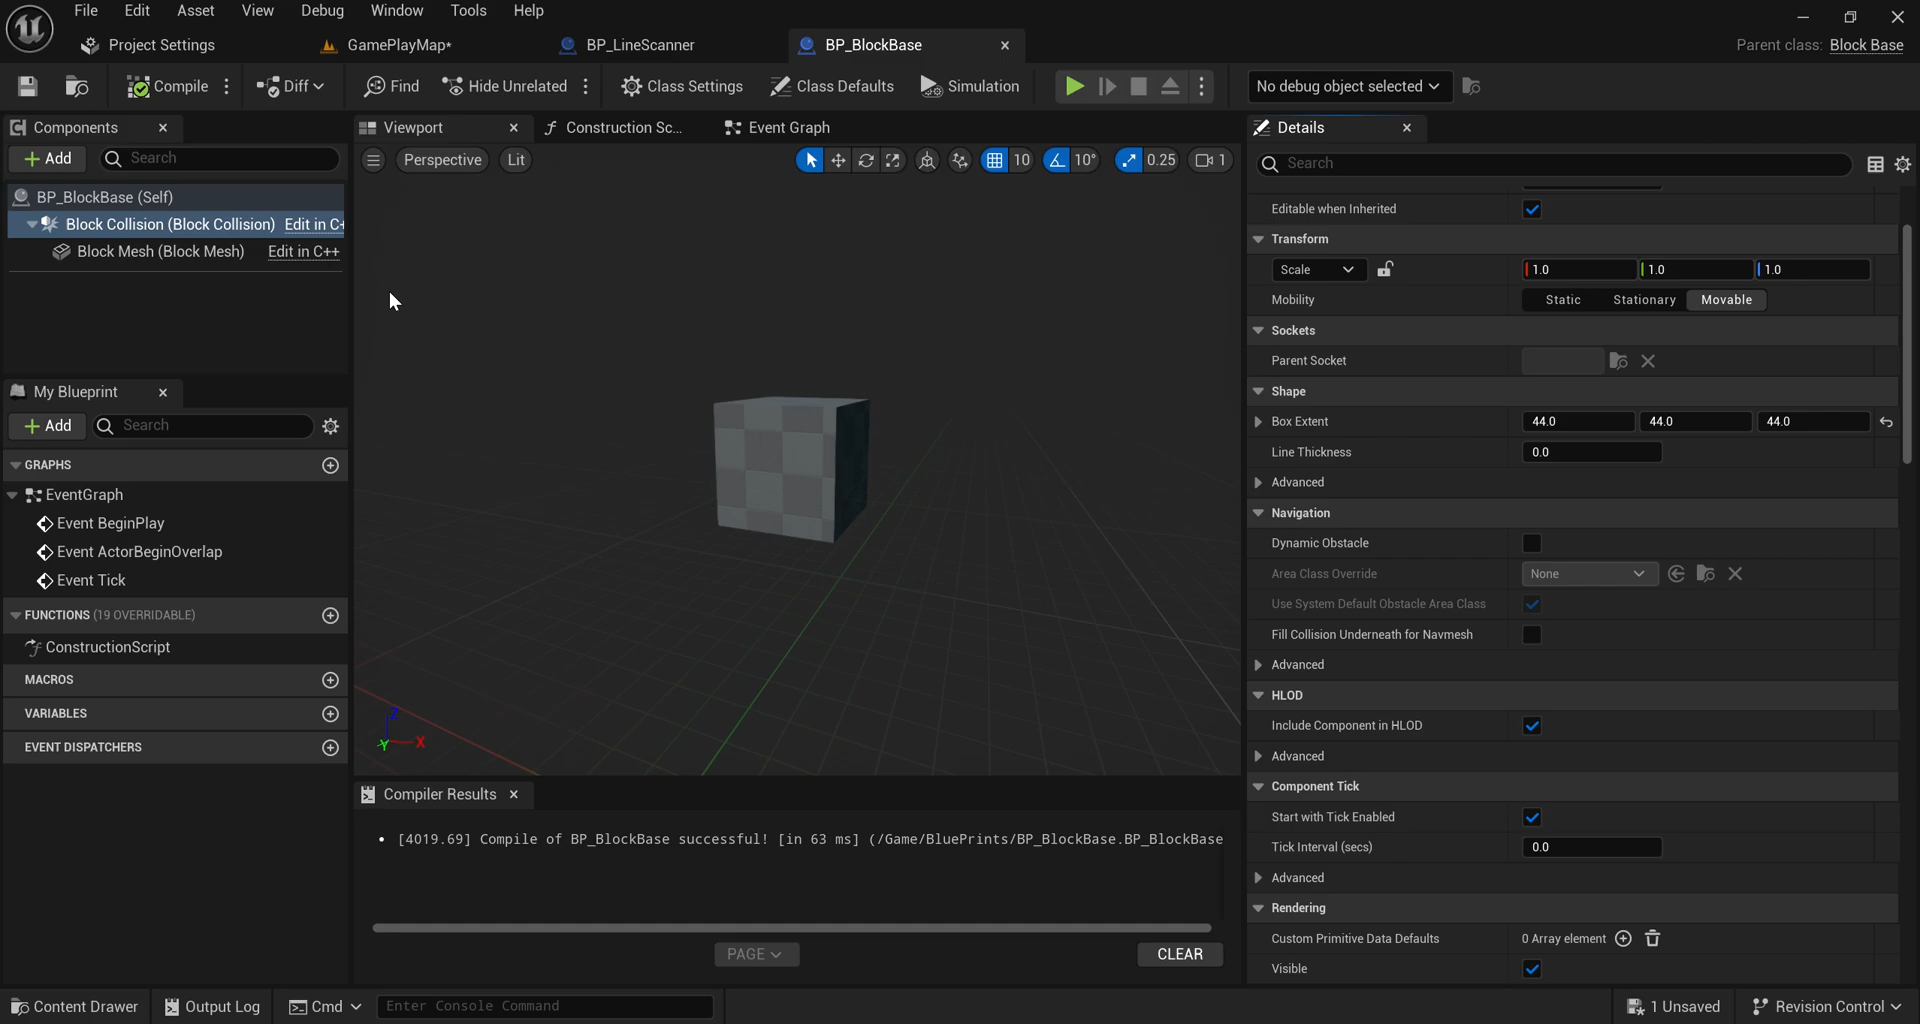 File Edit Asset View Debug Window Tools Help
Project Settings GamePlayMap* BP_LineScanner BP_BlockBase Parent class: Block Base
Compile Diff Find Hide Unrelated Class Settings Class Defaults Simulation No debug object selected
Components
Add Search
BP_BlockBase (Self)
Block Collision (Block Collision) Edit in C+
Block Mesh (Block Mesh) Edit in C++
My Blueprint
Add Search
GRAPHS
EventGraph
Event BeginPlay
Event ActorBeginOverlap
Event Tick
FUNCTIONS (19 OVERRIDABLE)
ConstructionScript
MACROS
VARIABLES
EVENT DISPATCHERS
Viewport Construction Sc... Event Graph
Perspective Lit 10 10° 0.25 1
Z
Y X
Compiler Results
[4019.69] Compile of BP_BlockBase successful! [in 63 ms] (/Game/BluePrints/BP_BlockBase.BP_BlockBase
PAGE CLEAR
Details
Search
Editable when Inherited
Transform
Scale 1.0 1.0 1.0
Mobility Static Stationary Movable
Sockets
Parent Socket
Shape
Box Extent 44.0 44.0 44.0
Line Thickness 0.0
Advanced
Navigation
Dynamic Obstacle
Area Class Override None
Use System Default Obstacle Area Class
Fill Collision Underneath for Navmesh
Advanced
HLOD
Include Component in HLOD
Advanced
Component Tick
Start with Tick Enabled
Tick Interval (secs) 0.0
Advanced
Rendering
Custom Primitive Data Defaults 0 Array element
Visible
Content Drawer Output Log Cmd Enter Console Command 1 Unsaved Revision Control